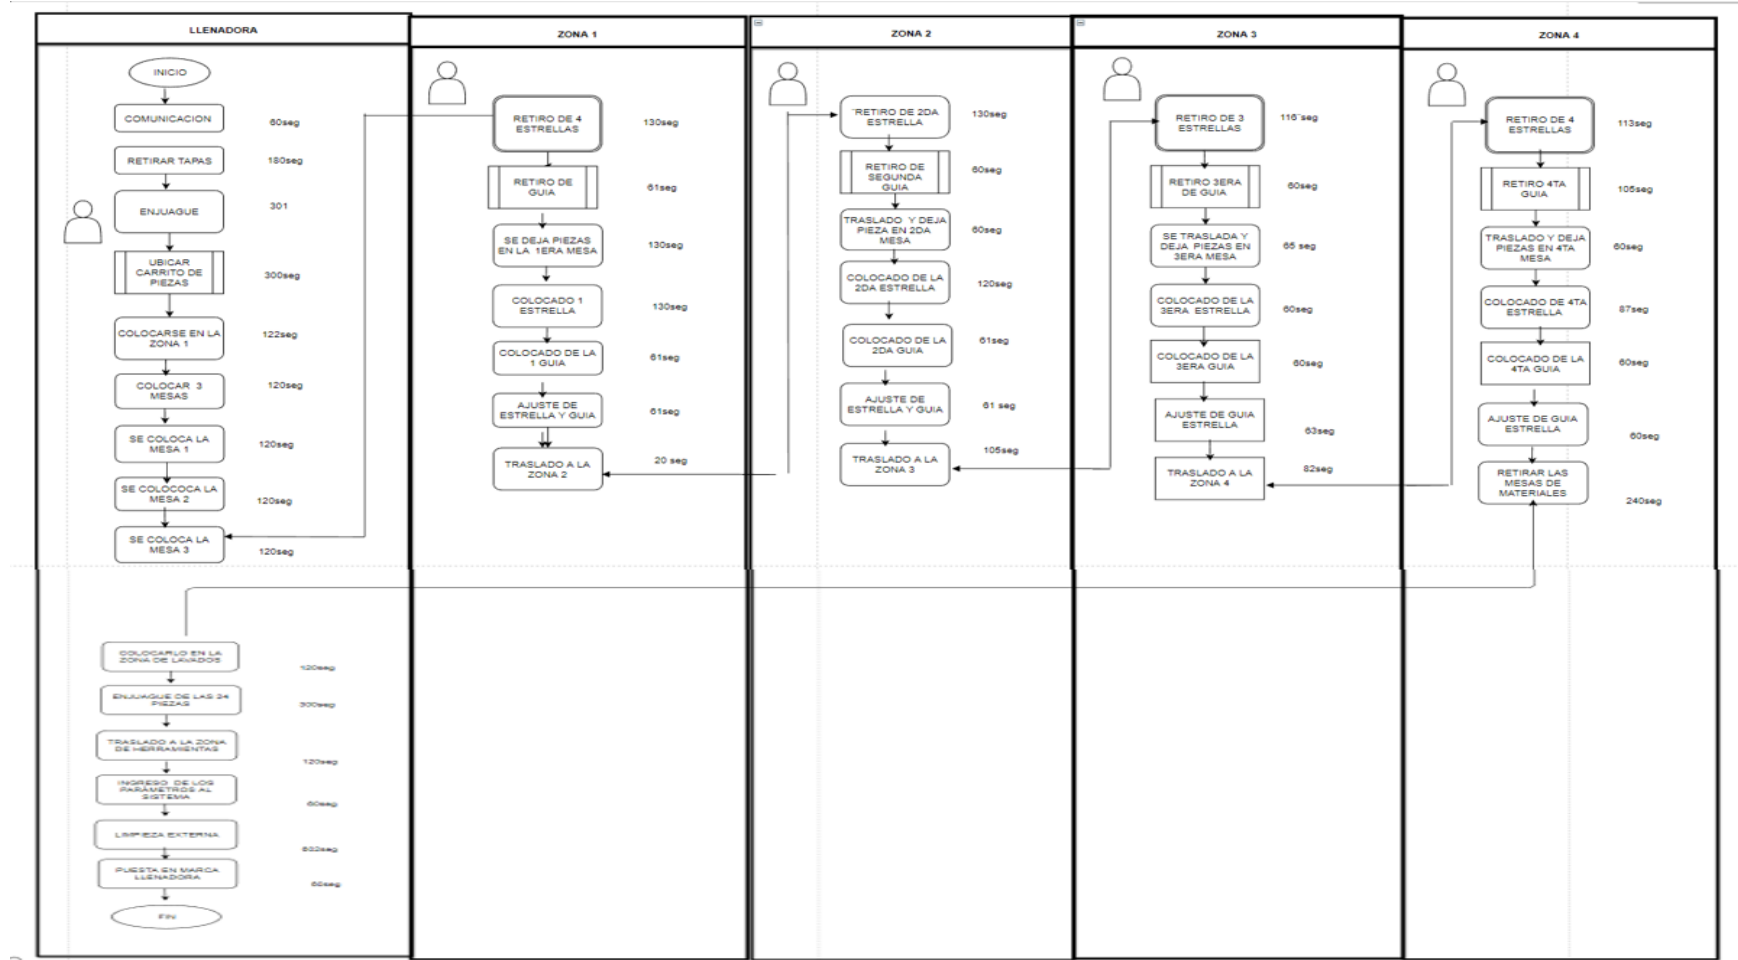 LLENADORA
INICIO
COMUNICACION
60seg
RETIRAR TAPAS
180seg
ENJUAGUE
301
UBICAR
CARRITO DE
PIEZAS
300seg
COLOCARSE EN LA
ZONA 1
122seg
COLOCAR 3
MESAS
120seg
SE COLOCA LA
MESA 1
120seg
SE COLOCOCA LA
MESA 2
120seg
SE COLOCA LA
MESA 3
120seg
COLOCARLO EN LA
ZONA DE LAVADOS
120seg
ENJUAGUE DE LAS 24
PIEZAS
300seg
TRASLADO A LA ZONA
DE HERRAMIENTAS
120seg
INGRESO DE LOS
PARÁMETROS AL
SISTEMA
60seg
LIMPIEZA EXTERNA
602seg
PUESTA EN MARCA
LLENADORA
60seg
FIN
ZONA 1
RETIRO DE 4
ESTRELLAS
130seg
RETIRO DE
GUIA
61seg
SE DEJA PIEZAS
EN LA 1ERA MESA
130seg
COLOCADO 1
ESTRELLA
130seg
COLOCADO DE LA
1 GUIA
61seg
AJUSTE DE
ESTRELLA Y GUIA
61seg
TRASLADO A LA
ZONA 2
20 seg
ZONA 2
RETIRO DE 2DA
ESTRELLA
130seg
RETIRO DE
SEGUNDA
GUIA
60seg
TRASLADO Y DEJA
PIEZA EN 2DA
MESA
60seg
COLOCADO DE LA
2DA ESTRELLA
120seg
COLOCADO DE LA
2DA GUIA
61seg
AJUSTE DE
ESTRELLA Y GUIA
61 seg
TRASLADO A LA
ZONA 3
105seg
ZONA 3
RETIRO DE 3
ESTRELLAS
116¨seg
RETIRO 3ERA
DE GUIA
60seg
SE TRASLADA Y
DEJA PIEZAS EN
3ERA MESA
65 seg
COLOCADO DE LA
3ERA ESTRELLA
60seg
COLOCADO DE LA
3ERA GUIA
60seg
AJUSTE DE GUIA
ESTRELLA
63seg
TRASLADO A LA
ZONA 4
82seg
ZONA 4
RETIRO DE 4
ESTRELLAS
113seg
RETIRO 4TA
GUIA
105seg
TRASLADO Y DEJA
PIEZAS EN 4TA
MESA
60seg
COLOCADO DE 4TA
ESTRELLA
87seg
COLOCADO DE LA
4TA GUIA
60seg
AJUSTE DE GUIA
ESTRELLA
60seg
RETIRAR LAS
MESAS DE
MATERIALES
240seg